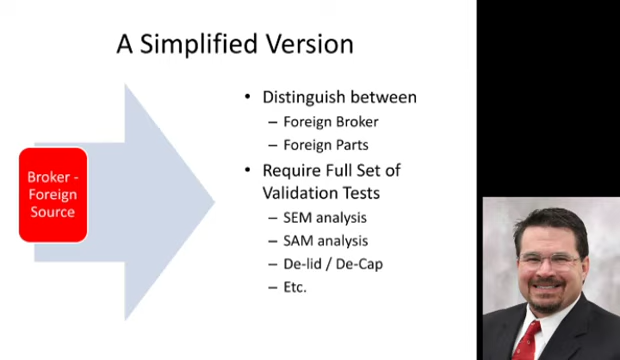 A Simplified Version
Broker -
Foreign
Source
• Distinguish between
– Foreign Broker
– Foreign Parts
• Require Full Set of
Validation Tests
– SEM analysis
– SAM analysis
– De-lid / De-Cap
– Etc.